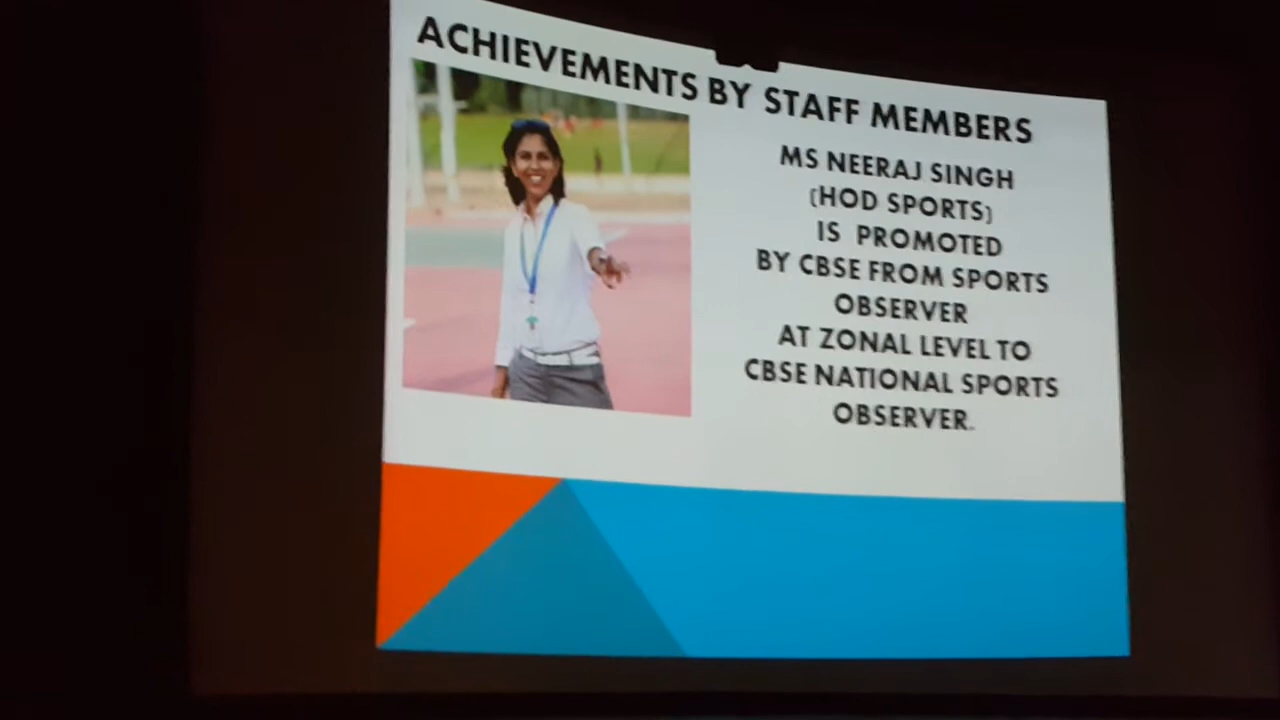 ACHIEVEMENTS BY STAFF MEMBERS
MS NEERAJ SINGH
(HOD SPORTS)
IS PROMOTED
BY CBSE FROM SPORTS
OBSERVER
AT ZONAL LEVEL TO
CBSE NATIONAL SPORTS
OBSERVER.